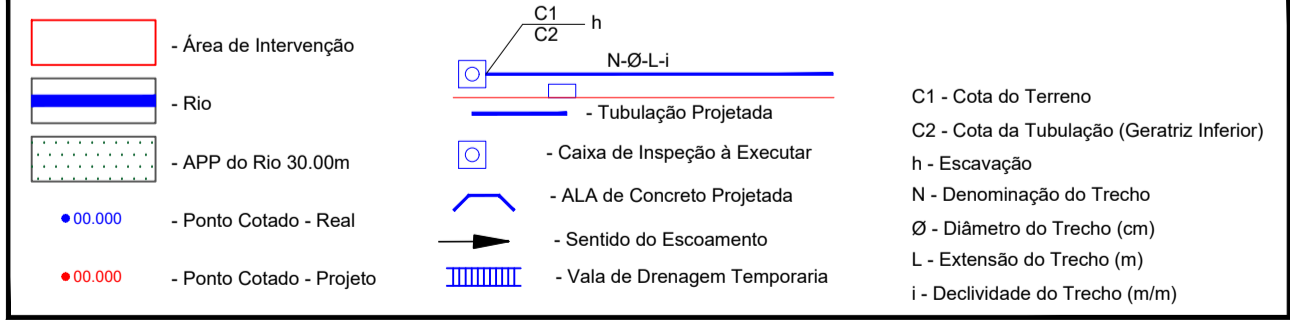 - Área de Intervenção
- Rio
- APP do Rio 30.00m
00.000 - Ponto Cotado - Real
00.000 - Ponto Cotado - Projeto
C1
C2
h
N-Ø-L-i
- Tubulação Projetada
- Caixa de Inspeção à Executar
- ALA de Concreto Projetada
- Sentido do Escoamento
- Vala de Drenagem Temporaria
C1 - Cota do Terreno
C2 - Cota da Tubulação (Geratriz Inferior)
h - Escavação
N - Denominação do Trecho
Ø - Diâmetro do Trecho (cm)
L - Extensão do Trecho (m)
i - Declividade do Trecho (m/m)